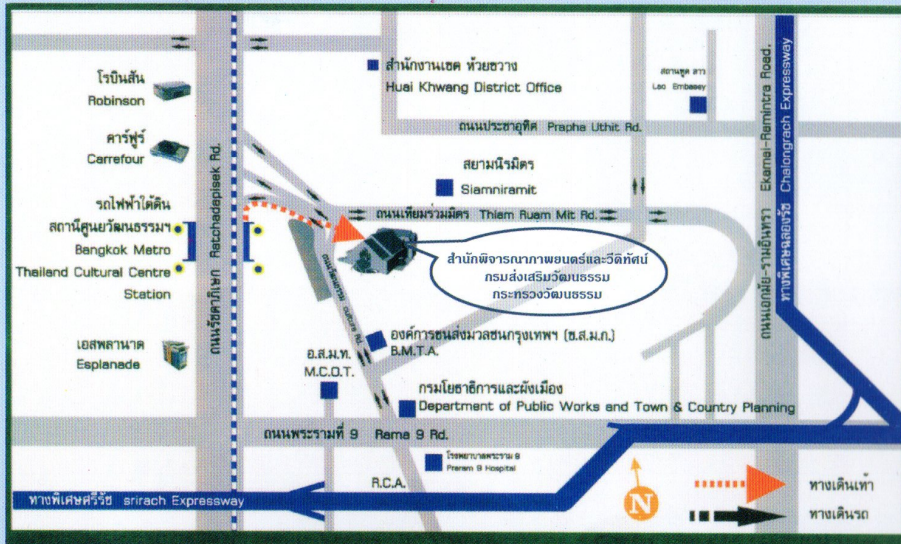 สำนักงานเขต ห้วยขวาง
Huai Khwang District Office
สถานทูต ลาว
Lao Embassy
โรบินสัน
Robinson
คาร์ฟูร์
Carrefour
ถนนประชาอุทิศ Prapha Uthit Rd.
สยามนิรมิต
Siamniramit
ถนนเทียมร่วมมิตร Thiam Ruam Mit Rd.
รถไฟฟ้าใต้ดิน
สถานีศูนยวัฒนธรรมฯ
Bangkok Metro
Thailand Cultural Centre
Station
ถนนรัชดาภิเษก Ratchadapisek Rd.
สำนักพิจารณาภาพยนตร์และวีดิทัศน์
กรมส่งเสริมวัฒนธรรม
กระทรวงวัฒนธรรม
ถนนวัฒนธรรม culture Rd.
ถนนเอกมัย-รามอินทรา Ekamai-Ramintra Road.
ทางพิเศษฉลองรัช Chalongrach Expressway
เอสพลานาด
Esplanade
องค์การขนส่งมวลชนกรุงเทพฯ (ข.ส.ม.ก.)
B.M.T.A.
อ.ส.ม.ท.
M.C.O.T.
กรมโยธาธิการและผังเมือง
Department of Public Works and Town & Country Planning
ถนนพระรามที่ 9 Rama 9 Rd.
โรงพยาบาลพระราม 9
Praram 9 Hospital
R.C.A.
ทางพิเศษศรีรัช srirach Expressway
N
ทางเดินเท้า
ทางเดินรถ